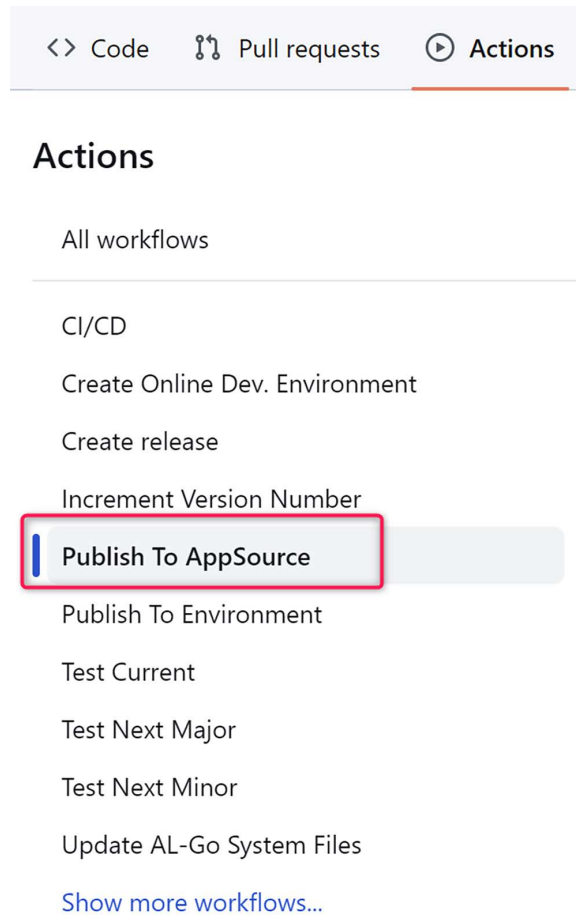 <> Code Pull requests Actions
Actions
All workflows
CI/CD
Create Online Dev. Environment
Create release
Increment Version Number
Publish To AppSource
Publish To Environment
Test Current
Test Next Major
Test Next Minor
Update AL-Go System Files
Show more workflows...